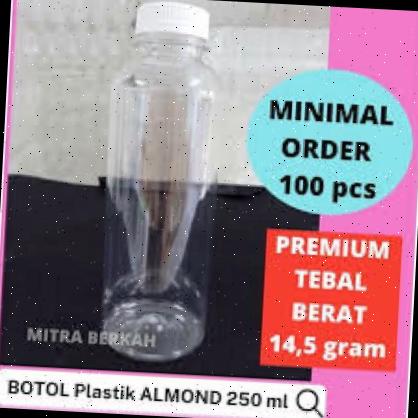 MINIMAL
ORDER
100 pcs
PREMIUM
TEBAL
BERAT
14,5 gram
MITRA BERKAH
BOTOL Plastik ALMOND 250 ml